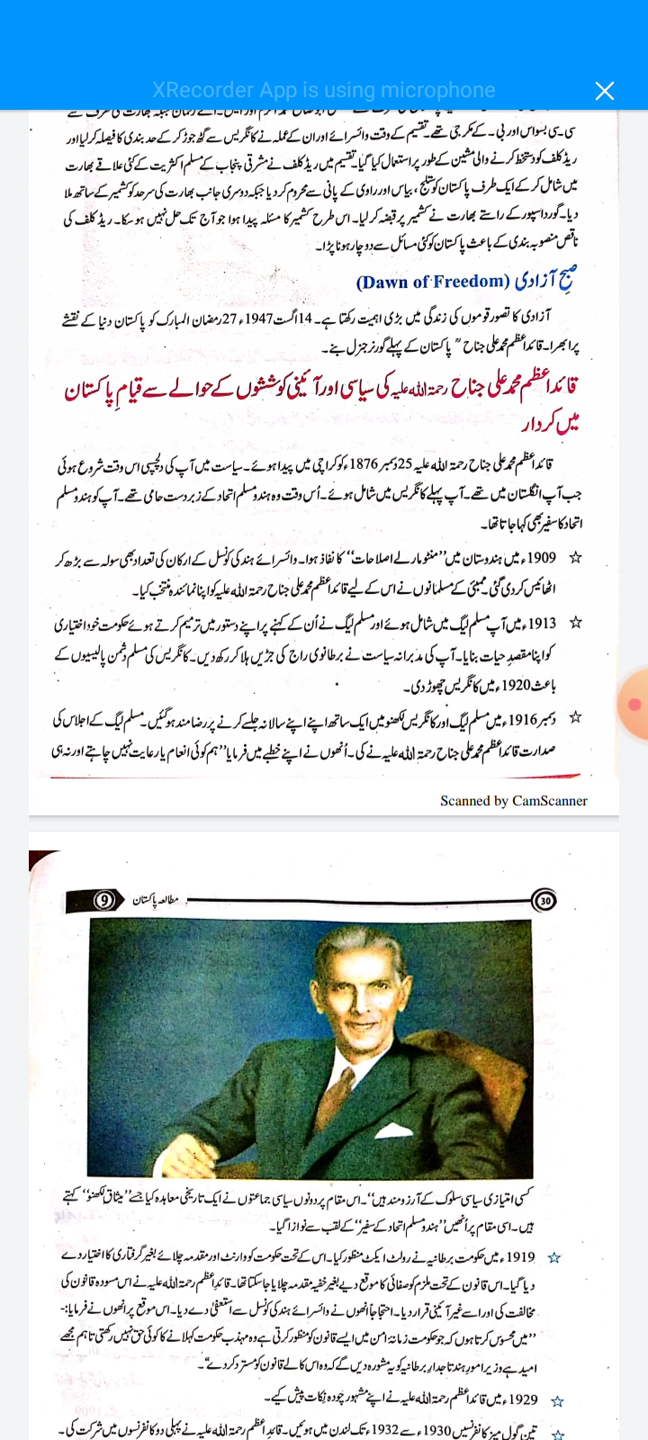 XRecorder App is using microphone
سی۔سی بسواس اور بی۔کے مکرجی تھے۔ تقسیم کے وقت وائسرائے اور ان کے عملہ نے کانگریس سے گٹھ جوڑ کر کے حد بندی کا فیصلہ کر لیا اور
ریڈ کلف کو دستخط کرنے والی مشین کے طور پر استعمال کیا گیا۔ تقسیم میں ریڈ کلف نے مشرقی پنجاب کے مسلم اکثریت کے کئی علاقے بھارت
میں شامل کر کے ایک طرف پاکستان کو ستلج، بیاس اور راوی کے پانی سے محروم کر دیا جبکہ دوسری جانب بھارت کی سرحد کو کشمیر کے ساتھ ملا
دیا۔ گورداسپور کے راستے بھارت نے کشمیر پر قبضہ کر لیا۔ اس طرح کشمیر کا مسئلہ پیدا ہوا جو آج تک حل نہیں ہو سکا۔ ریڈ کلف کی
ناقص منصوبہ بندی کے باعث پاکستان کو کئی مسائل سے دوچار ہونا پڑا۔
صبحِ آزادی (Dawn of Freedom)
آزادی کا تصور قوموں کی زندگی میں بڑی اہمیت رکھتا ہے۔ 14 اگست 1947ء 27 رمضان المبارک کو پاکستان دنیا کے نقشے
پر ابھرا۔ قائداعظم محمد علی جناحؒ پاکستان کے پہلے گورنر جنرل بنے۔
قائداعظم محمد علی جناح رحمۃ اللہ علیہ کی سیاسی اور آئینی کوششوں کے حوالے سے قیامِ پاکستان
میں کردار
قائداعظم محمد علی جناح رحمۃ اللہ علیہ 25 دسمبر 1876ء کو کراچی میں پیدا ہوئے۔ سیاست میں آپ کی دلچسپی اس وقت شروع ہوئی
جب آپ انگلستان میں تھے۔ آپ پہلے کانگریس میں شامل ہوئے۔ اُس وقت وہ ہندو مسلم اتحاد کے زبردست حامی تھے۔ آپ کو ہندو مسلم
اتحاد کا سفیر بھی کہا جاتا تھا۔
☆ 1909ء میں ہندوستان میں ”منٹو مارلے اصلاحات“ کا نفاذ ہوا۔ وائسرائے ہند کی کونسل کے ارکان کی تعداد بھی سولہ سے بڑھ کر
اٹھائیس کر دی گئی۔ ممبئی کے مسلمانوں نے اس کے لیے قائداعظم محمد علی جناح رحمۃ اللہ علیہ کو اپنا نمائندہ منتخب کیا۔
☆ 1913ء میں آپ مسلم لیگ میں شامل ہوئے اور مسلم لیگ نے اُن کے کہنے پر اپنے دستور میں ترمیم کرتے ہوئے حکومت خود اختیاری
کو اپنا مقصدِ حیات بنایا۔ آپ کی مدبرانہ سیاست نے برطانوی راج کی جڑیں ہلا کر رکھ دیں۔ کانگریس کی مسلم دشمن پالیسیوں کے
باعث 1920ء میں کانگریس چھوڑ دی۔
☆ دسمبر 1916ء میں مسلم لیگ اور کانگریس لکھنو میں ایک ساتھ اپنے اپنے سالانہ جلسے کرنے پر رضامند ہو گئیں۔ مسلم لیگ کے اجلاس کی
صدارت قائداعظم محمد علی جناح رحمۃ اللہ علیہ نے کی۔ اُنھوں نے اپنے خطبے میں فرمایا ”ہم کوئی انعام یا رعایت نہیں چاہتے اور نہ ہی
Scanned by CamScanner
30 مطالعہ پاکستان 9
کسی امتیازی سیاسی سلوک کے آرزومند ہیں“۔ اس مقام پر دونوں سیاسی جماعتوں نے ایک تاریخی معاہدہ کیا جسے ”میثاق لکھنو“ کہتے
ہیں۔ اسی مقام پر اُنھیں ”ہندو مسلم اتحاد کے سفیر“ کے لقب سے نوازا گیا۔
☆ 1919ء میں حکومت برطانیہ نے رولٹ ایکٹ منظور کیا۔ اس کے تحت حکومت کو وارنٹ اور مقدمہ چلائے بغیر گرفتاری کا اختیار دے
دیا گیا۔ اس قانون کے تحت ملزم کو صفائی کا موقع دیے بغیر خفیہ مقدمہ چلایا جا سکتا تھا۔ قائداعظم رحمۃ اللہ علیہ نے اس مسودہ قانون کی
مخالفت کی اور اسے غیر آئینی قرار دیا۔ احتجاجاً انھوں نے وائسرائے ہند کی کونسل سے استعفیٰ دے دیا۔ اس موقع پر انھوں نے فرمایا:-
”میں محسوس کرتا ہوں کہ جو حکومت زمانۂ امن میں ایسے قانون کو منظور کرتی ہے وہ مہذب حکومت کہلانے کا کوئی حق نہیں رکھتی تاہم مجھے
امید ہے وزیر امور ہند تاجدار برطانیہ کو یہ مشورہ دیں گے کہ وہ اس کالے قانون کو مسترد کر دے“۔
☆ 1929ء میں قائداعظم رحمۃ اللہ علیہ نے اپنے مشہور چودہ نکات پیش کیے۔
☆ تین گول میز کانفرنسیں 1930ء سے 1932ء تک لندن میں ہوئیں۔ قائداعظم رحمۃ اللہ علیہ نے پہلی دو کانفرنسوں میں شرکت کی۔